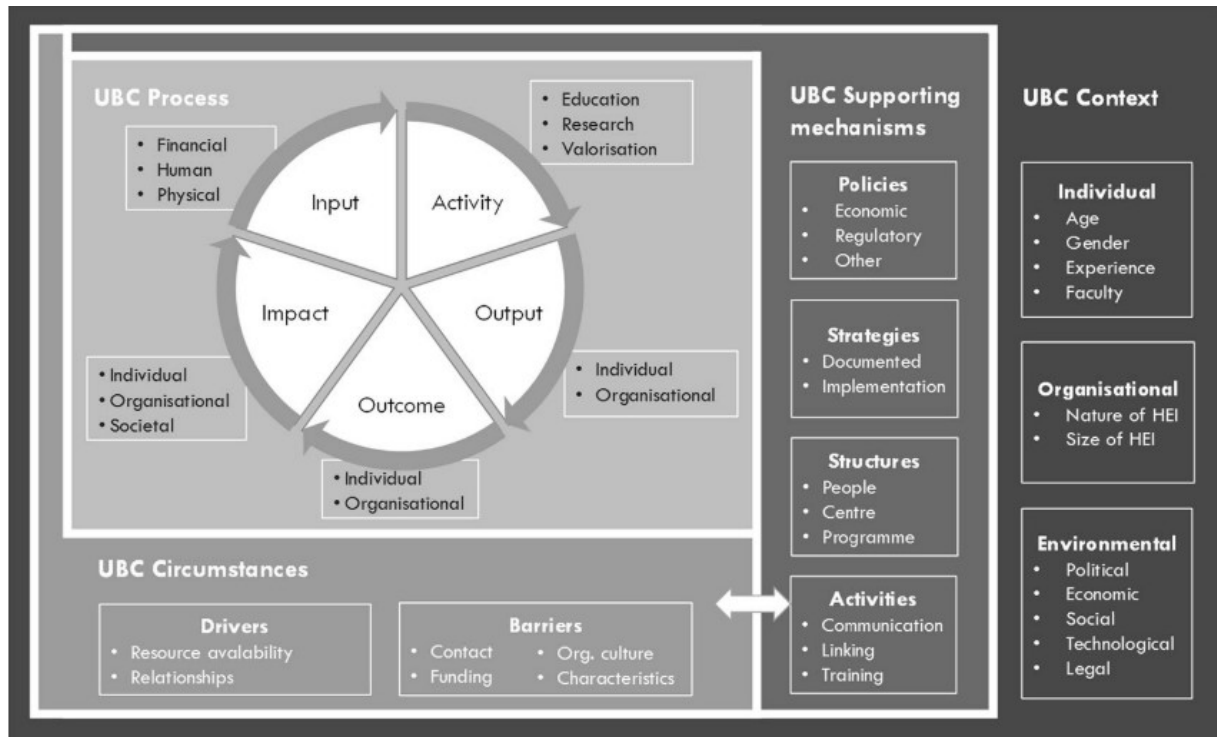 UBC Process
• Financial
• Human
• Physical
• Education
• Research
• Valorisation
Input
Activity
Impact
Output
Outcome
• Individual
• Organisational
• Societal
• Individual
• Organisational
• Individual
• Organisational
UBC Circumstances
Drivers
• Resource avalability
• Relationships
Barriers
• Contact
• Funding
• Org. culture
• Characteristics
UBC Supporting
mechanisms
Policies
• Economic
• Regulatory
• Other
Strategies
• Documented
• Implementation
Structures
• People
• Centre
• Programme
Activities
• Communication
• Linking
• Training
UBC Context
Individual
• Age
• Gender
• Experience
• Faculty
Organisational
• Nature of HEI
• Size of HEI
Environmental
• Political
• Economic
• Social
• Technological
• Legal